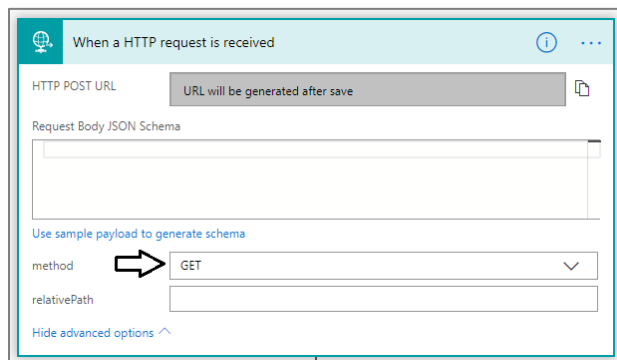 When a HTTP request is received
HTTP POST URL
URL will be generated after save
Request Body JSON Schema
Use sample payload to generate schema
method
GET
relativePath
Hide advanced options